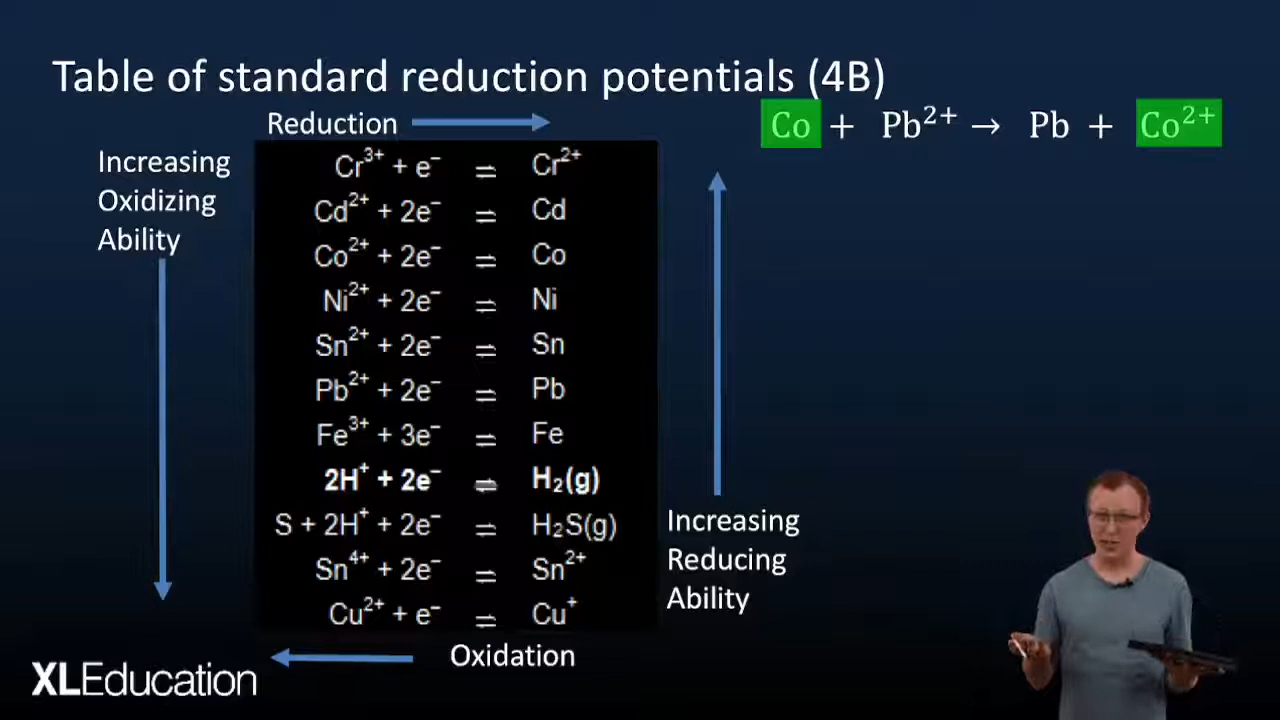 Table of standard reduction potentials (4B)
Reduction
Co + Pb²⁺ → Pb + Co²⁺
Increasing
Oxidizing
Ability
Cr³⁺ + e⁻ ⇌ Cr²⁺
Cd²⁺ + 2e⁻ ⇌ Cd
Co²⁺ + 2e⁻ ⇌ Co
Ni²⁺ + 2e⁻ ⇌ Ni
Sn²⁺ + 2e⁻ ⇌ Sn
Pb²⁺ + 2e⁻ ⇌ Pb
Fe³⁺ + 3e⁻ ⇌ Fe
2H⁺ + 2e⁻ ⇌ H₂(g)
S + 2H⁺ + 2e⁻ ⇌ H₂S(g)
Sn⁴⁺ + 2e⁻ ⇌ Sn²⁺
Cu²⁺ + e⁻ ⇌ Cu⁺
Increasing
Reducing
Ability
Oxidation
XLEducation